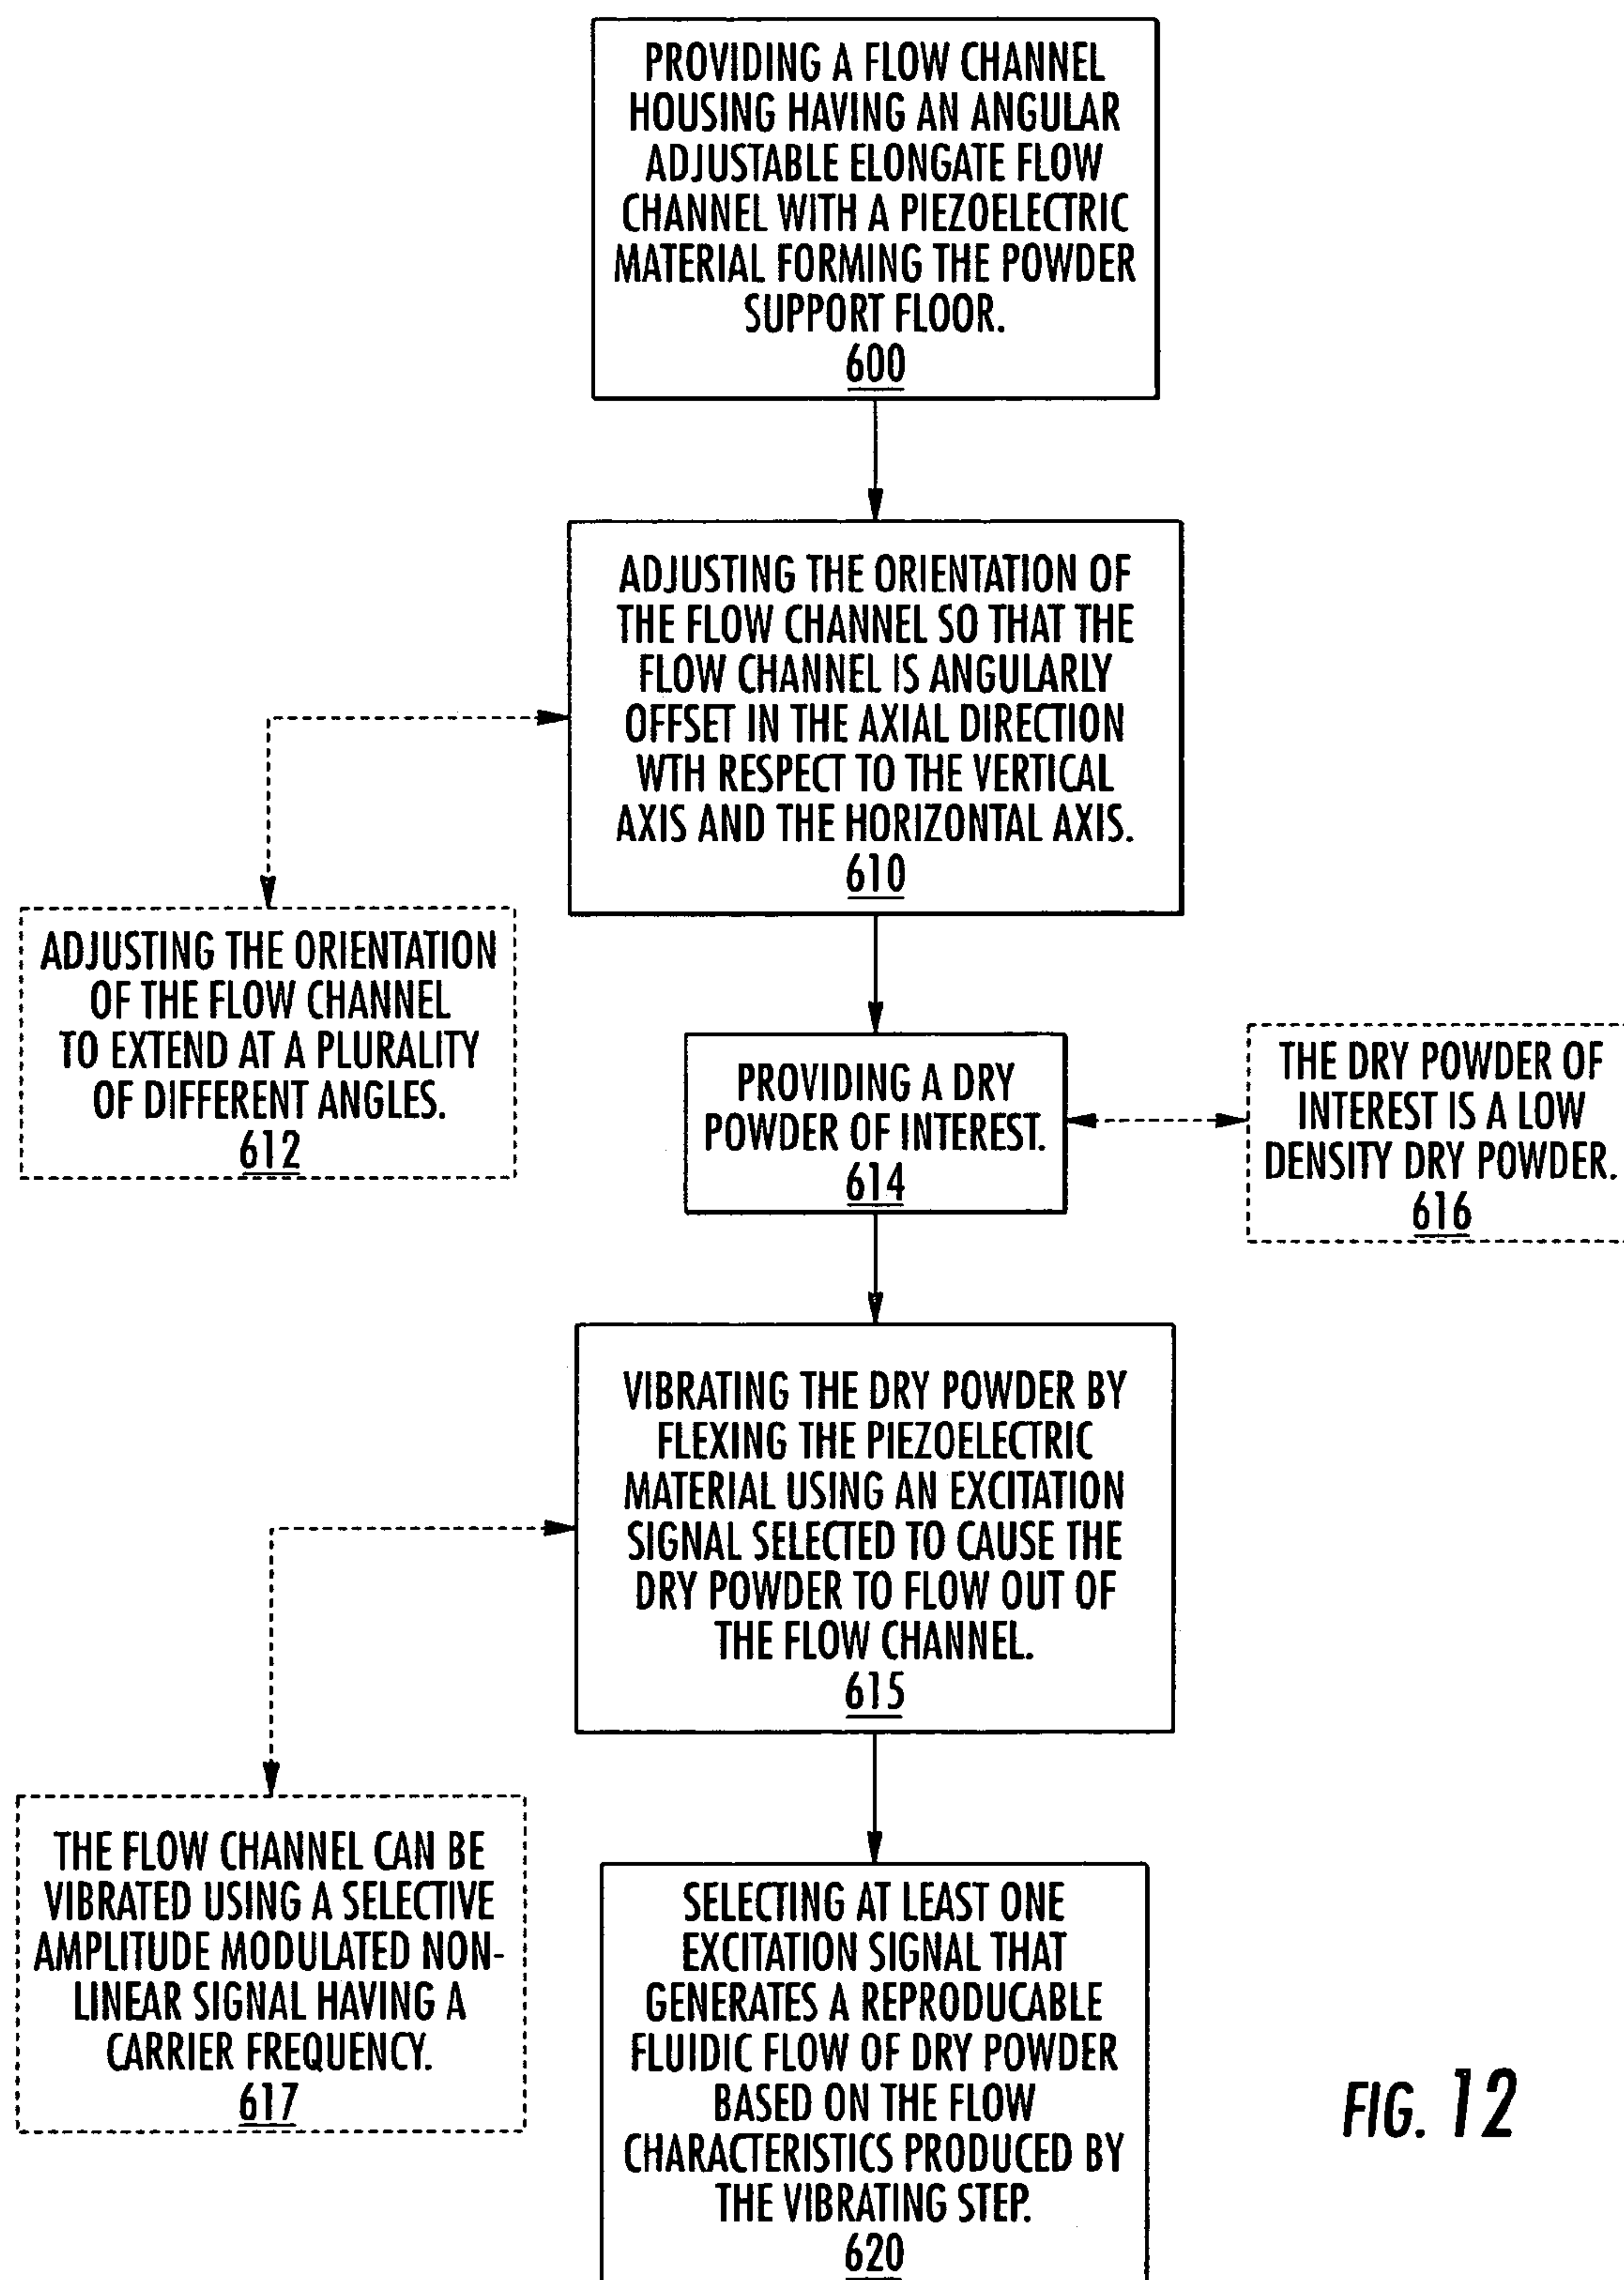 PROVIDING A FLOW CHANNEL
HOUSING HAVING AN ANGULAR
ADJUSTABLE ELONGATE FLOW
CHANNEL WITH A PIEZOELECTRIC
MATERIAL FORMING THE POWDER
SUPPORT FLOOR.
600
ADJUSTING THE ORIENTATION OF
THE FLOW CHANNEL SO THAT THE
FLOW CHANNEL IS ANGULARLY
OFFSET IN THE AXIAL DIRECTION
WTH RESPECT TO THE VERTICAL
AXIS AND THE HORIZONTAL AXIS.
610
ADJUSTING THE ORIENTATION
OF THE FLOW CHANNEL
TO EXTEND AT A PLURALITY
OF DIFFERENT ANGLES.
612
PROVIDING A DRY
POWDER OF INTEREST.
614
THE DRY POWDER OF
INTEREST IS A LOW
DENSITY DRY POWDER.
616
VIBRATING THE DRY POWDER BY
FLEXING THE PIEZOELECTRIC
MATERIAL USING AN EXCITATION
SIGNAL SELECTED TO CAUSE THE
DRY POWDER TO FLOW OUT OF
THE FLOW CHANNEL.
615
THE FLOW CHANNEL CAN BE
VIBRATED USING A SELECTIVE
AMPLITUDE MODULATED NON-
LINEAR SIGNAL HAVING A
CARRIER FREQUENCY.
617
SELECTING AT LEAST ONE
EXCITATION SIGNAL THAT
GENERATES A REPRODUCABLE
FLUIDIC FLOW OF DRY POWDER
BASED ON THE FLOW
CHARACTERISTICS PRODUCED BY
THE VIBRATING STEP.
620
FIG. 12